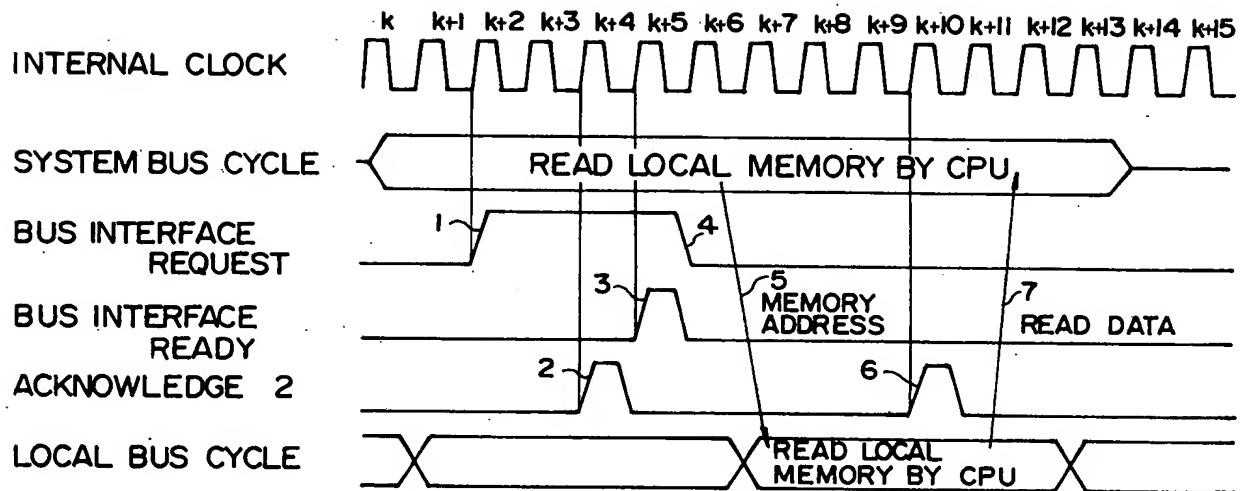 k k+1 k+2 k+3 k+4 k+5 k+6 k+7 k+8 k+9 k+10 k+11 k+12 k+13 k+14 k+15
INTERNAL CLOCK
SYSTEM BUS CYCLE
READ LOCAL MEMORY BY CPU
BUS INTERFACE
REQUEST
1
4
BUS INTERFACE
READY
3
5
MEMORY
ADDRESS
7
READ DATA
ACKNOWLEDGE 2
2
6
LOCAL BUS CYCLE
READ LOCAL
MEMORY BY CPU